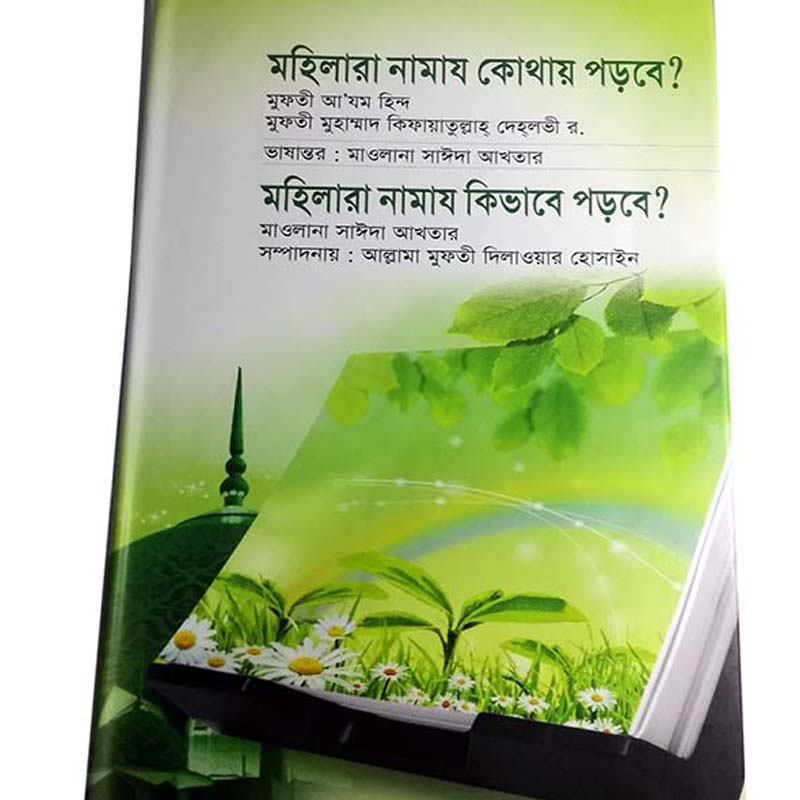 মহিলারা নামায কোথায় পড়বে?
মুফতী আ'যম হিন্দ
মুফতী মুহাম্মাদ কিফায়াতুল্লাহ্ দেহ্লভী র.
ভাষান্তর : মাওলানা সাঈদা আখতার
মহিলারা নামায কিভাবে পড়বে?
মাওলানা সাঈদা আখতার
সম্পাদনায় : আল্লামা মুফতী দিলাওয়ার হোসাইন